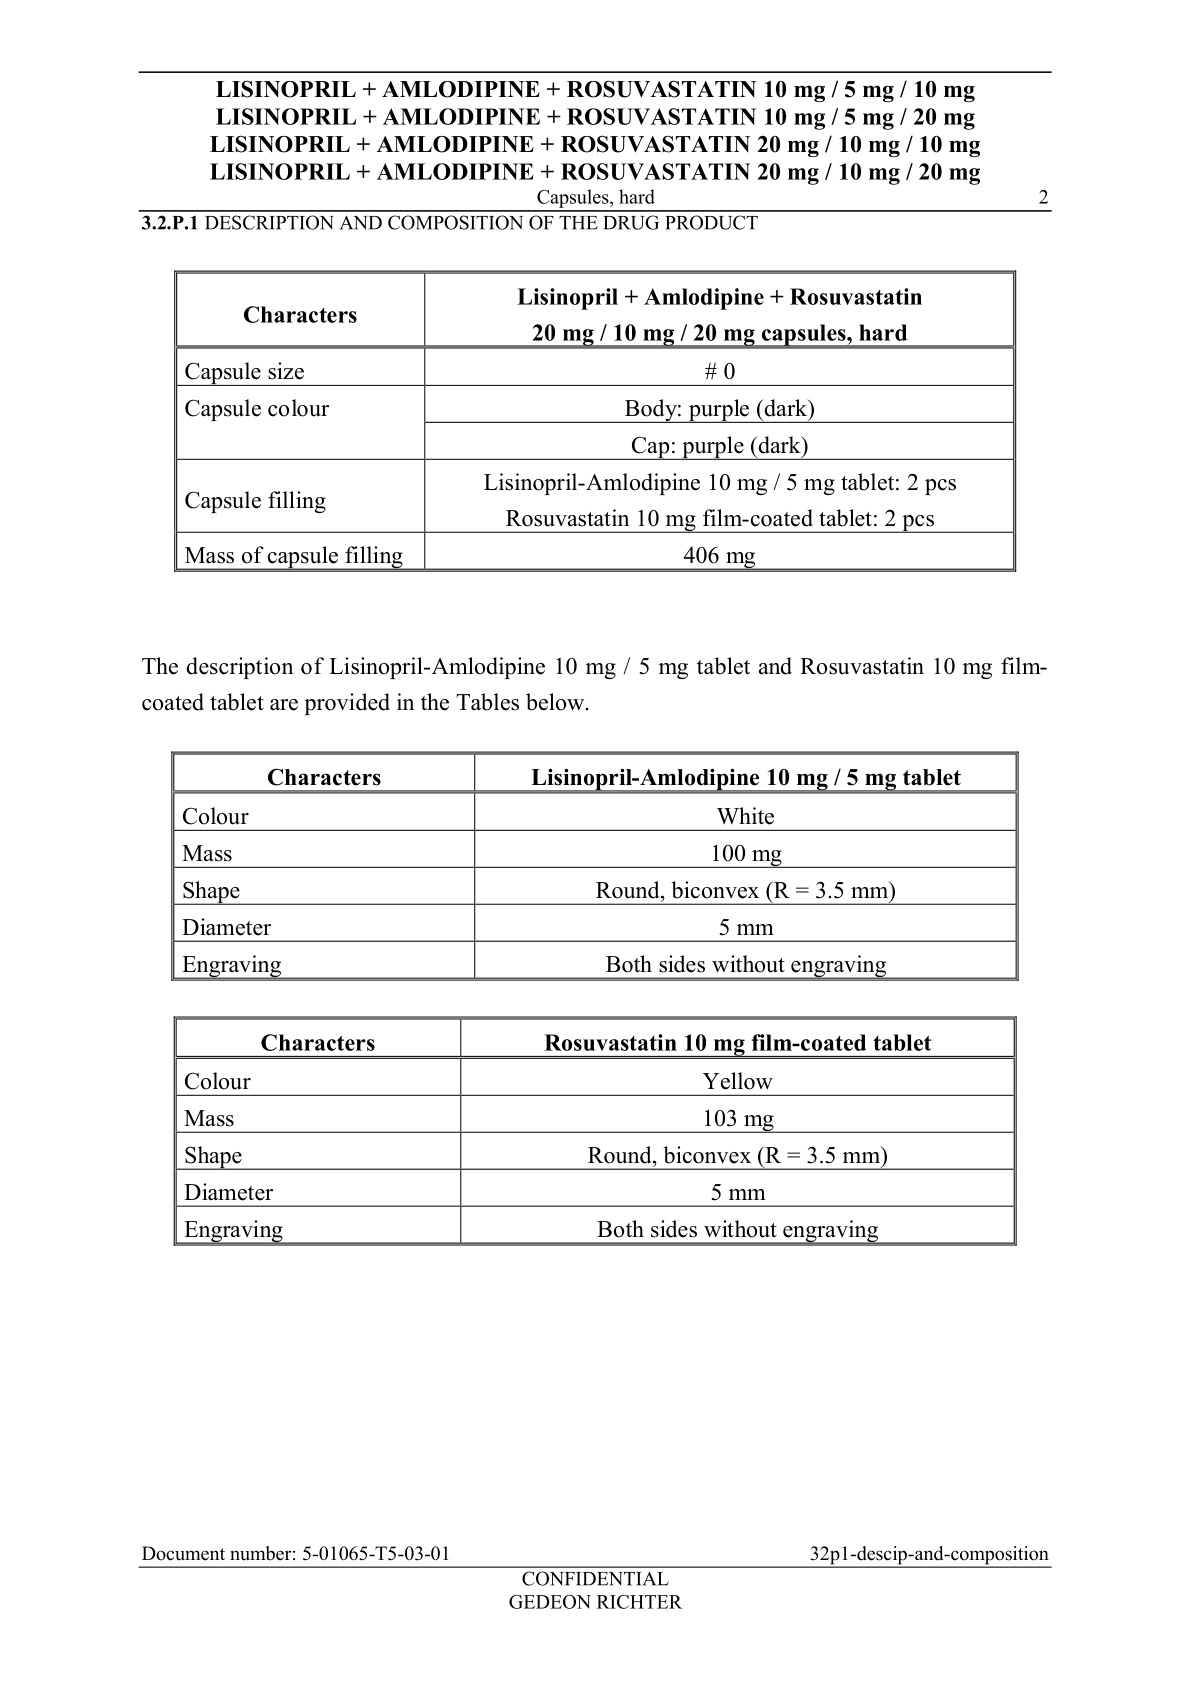 LISINOPRIL + AMLODIPINE + ROSUVASTATIN 10 mg / 5 mg / 10 mg
LISINOPRIL + AMLODIPINE + ROSUVASTATIN 10 mg / 5 mg / 20 mg
LISINOPRIL + AMLODIPINE + ROSUVASTATIN 20 mg / 10 mg / 10 mg
LISINOPRIL + AMLODIPINE + ROSUVASTATIN 20 mg / 10 mg / 20 mg
Capsules, hard 2
3.2.P.1 DESCRIPTION AND COMPOSITION OF THE DRUG PRODUCT
Characters
Lisinopril + Amlodipine + Rosuvastatin
20 mg / 10 mg / 20 mg capsules, hard
Capsule size # 0
Capsule colour Body: purple (dark)
Cap: purple (dark)
Capsule filling
Lisinopril-Amlodipine 10 mg / 5 mg tablet: 2 pcs
Rosuvastatin 10 mg film-coated tablet: 2 pcs
Mass of capsule filling 406 mg
The description of Lisinopril-Amlodipine 10 mg / 5 mg tablet and Rosuvastatin 10 mg film-
coated tablet are provided in the Tables below.
Characters Lisinopril-Amlodipine 10 mg / 5 mg tablet
Colour White
Mass 100 mg
Shape Round, biconvex (R = 3.5 mm)
Diameter 5 mm
Engraving Both sides without engraving
Characters Rosuvastatin 10 mg film-coated tablet
Colour Yellow
Mass 103 mg
Shape Round, biconvex (R = 3.5 mm)
Diameter 5 mm
Engraving Both sides without engraving
Document number: 5-01065-T5-03-01 32p1-descip-and-composition
CONFIDENTIAL
GEDEON RICHTER